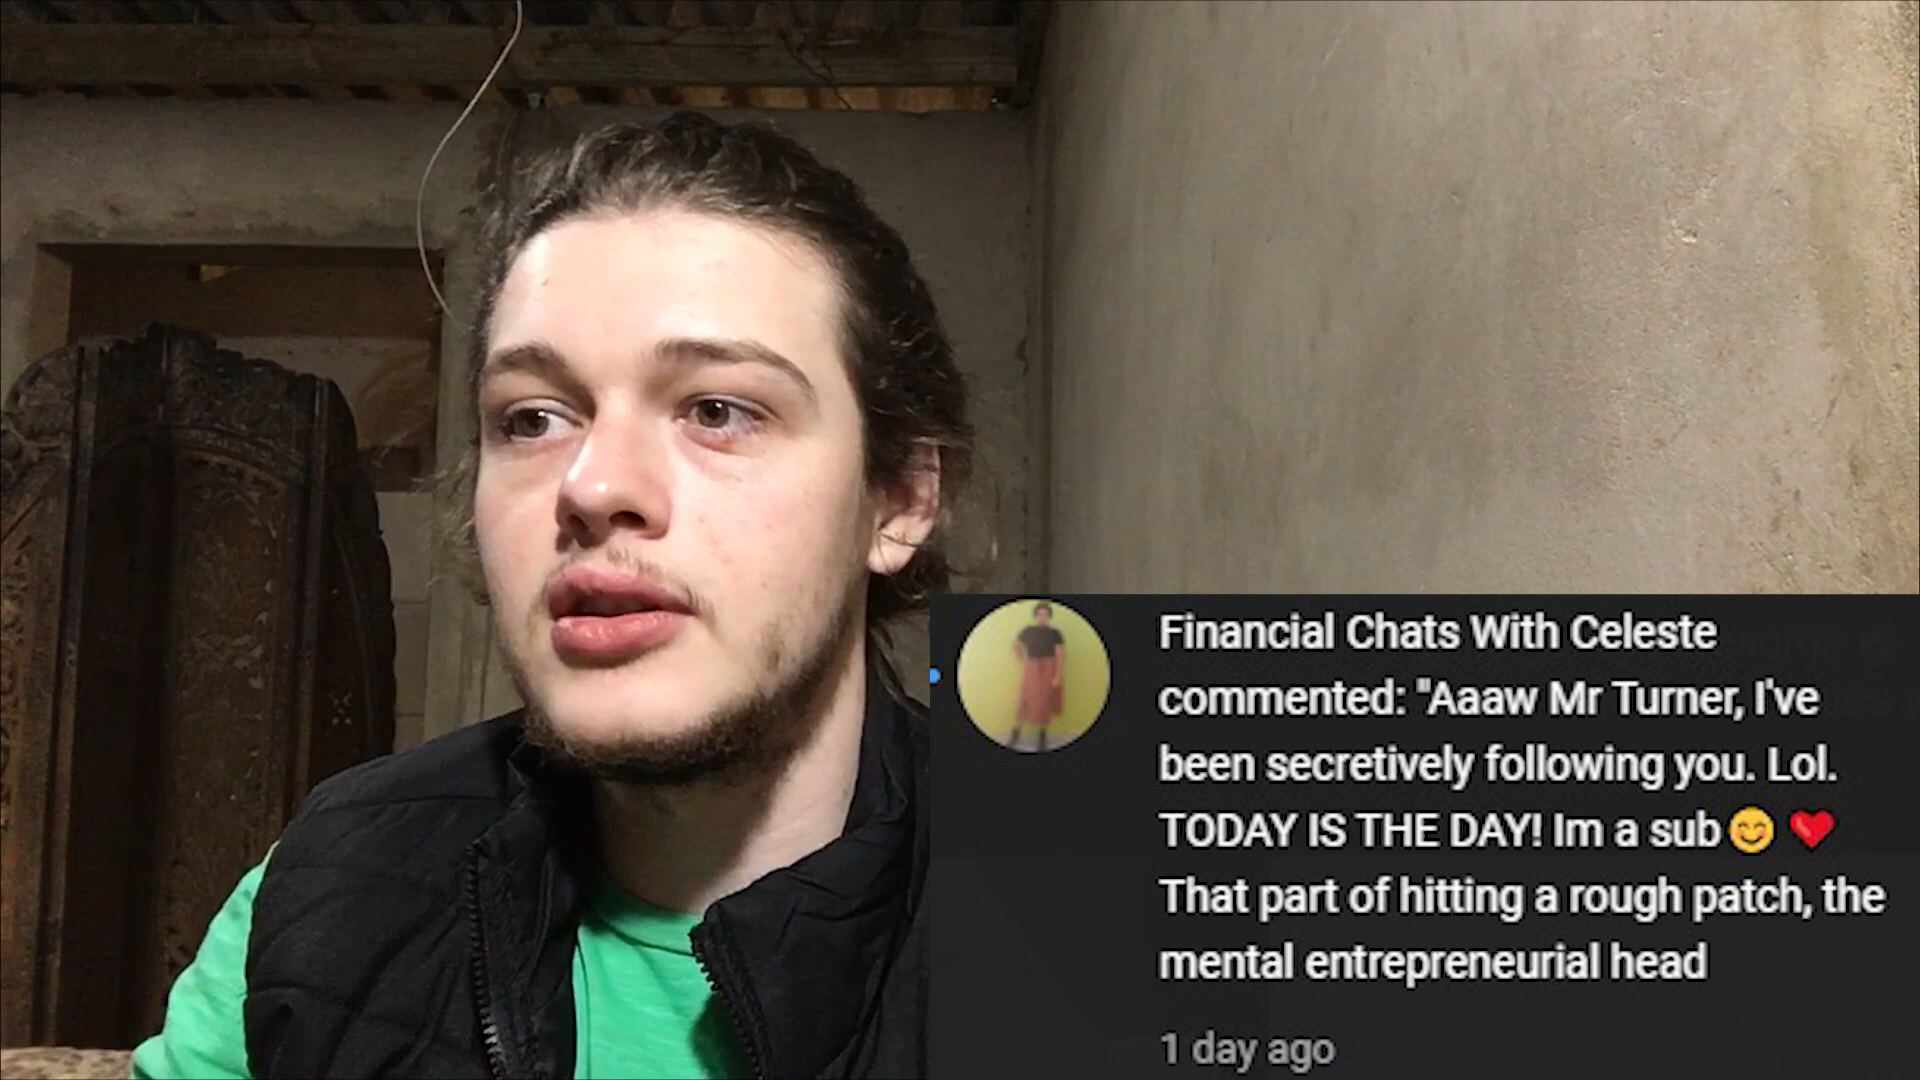 Financial Chats With Celeste
commented: "Aaaw Mr Turner, I've
been secretively following you. Lol.
TODAY IS THE DAY! Im a sub😊 ❤️
That part of hitting a rough patch, the
mental entrepreneurial head
1 day ago